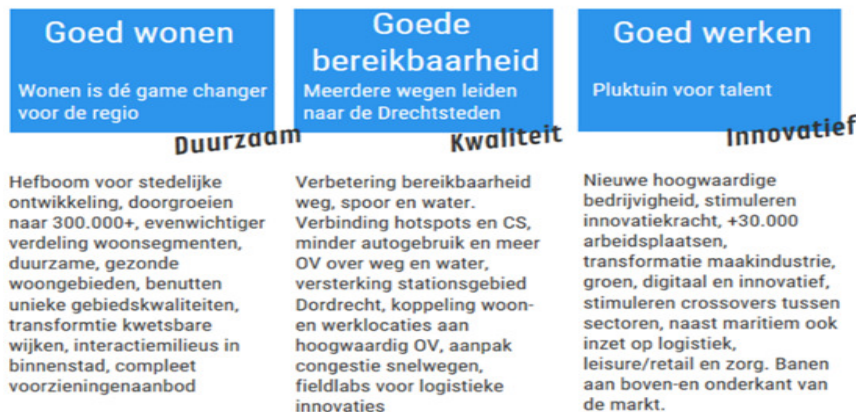 Goed wonen
Wonen is dé game changer
voor de regio
Duurzaam
Hefboom voor stedelijke
ontwikkeling, doorgroeien
naar 300.000+, evenwichtiger
verdeling woonsegmenten,
duurzame, gezonde
woongebieden, benutten
unieke gebiedskwaliteiten,
transformtie kwetsbare
wijken, interactiemilieus in
binnenstad, compleet
voorzieningenaanbod
Goede
bereikbaarheid
Meerdere wegen leiden
naar de Drechtsteden
Kwaliteit
Verbetering bereikbaarheid
weg, spoor en water.
Verbinding hotspots en CS,
minder autogebruik en meer
OV over weg en water,
versterking stationsgebied
Dordrecht, koppeling woon-
en werklocaties aan
hoogwaardig OV, aanpak
congestie snelwegen,
fieldlabs voor logistieke
innovaties
Goed werken
Pluktuin voor talent
Innovatief
Nieuwe hoogwaardige
bedrijvigheid, stimuleren
innovatiekracht, +30.000
arbeidsplaatsen,
transformatie maakindustrie,
groen, digitaal en innovatief,
stimuleren crossovers tussen
sectoren, naast maritiem ook
inzet op logistiek,
leisure/retail en zorg. Banen
aan boven-en onderkant van
de markt.